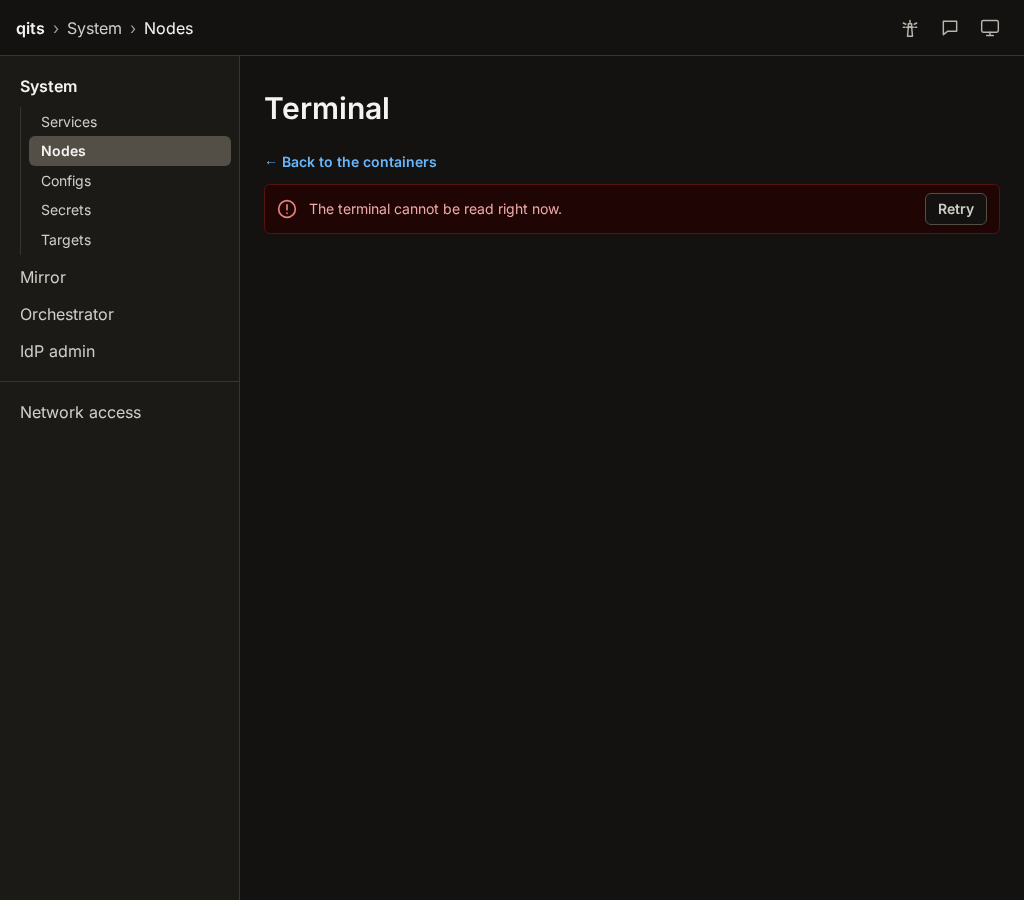 qits › System › Nodes
System
Services
Nodes
Configs
Secrets
Targets
Mirror
Orchestrator
IdP admin
Network access
Terminal
← Back to the containers
The terminal cannot be read right now.
Retry